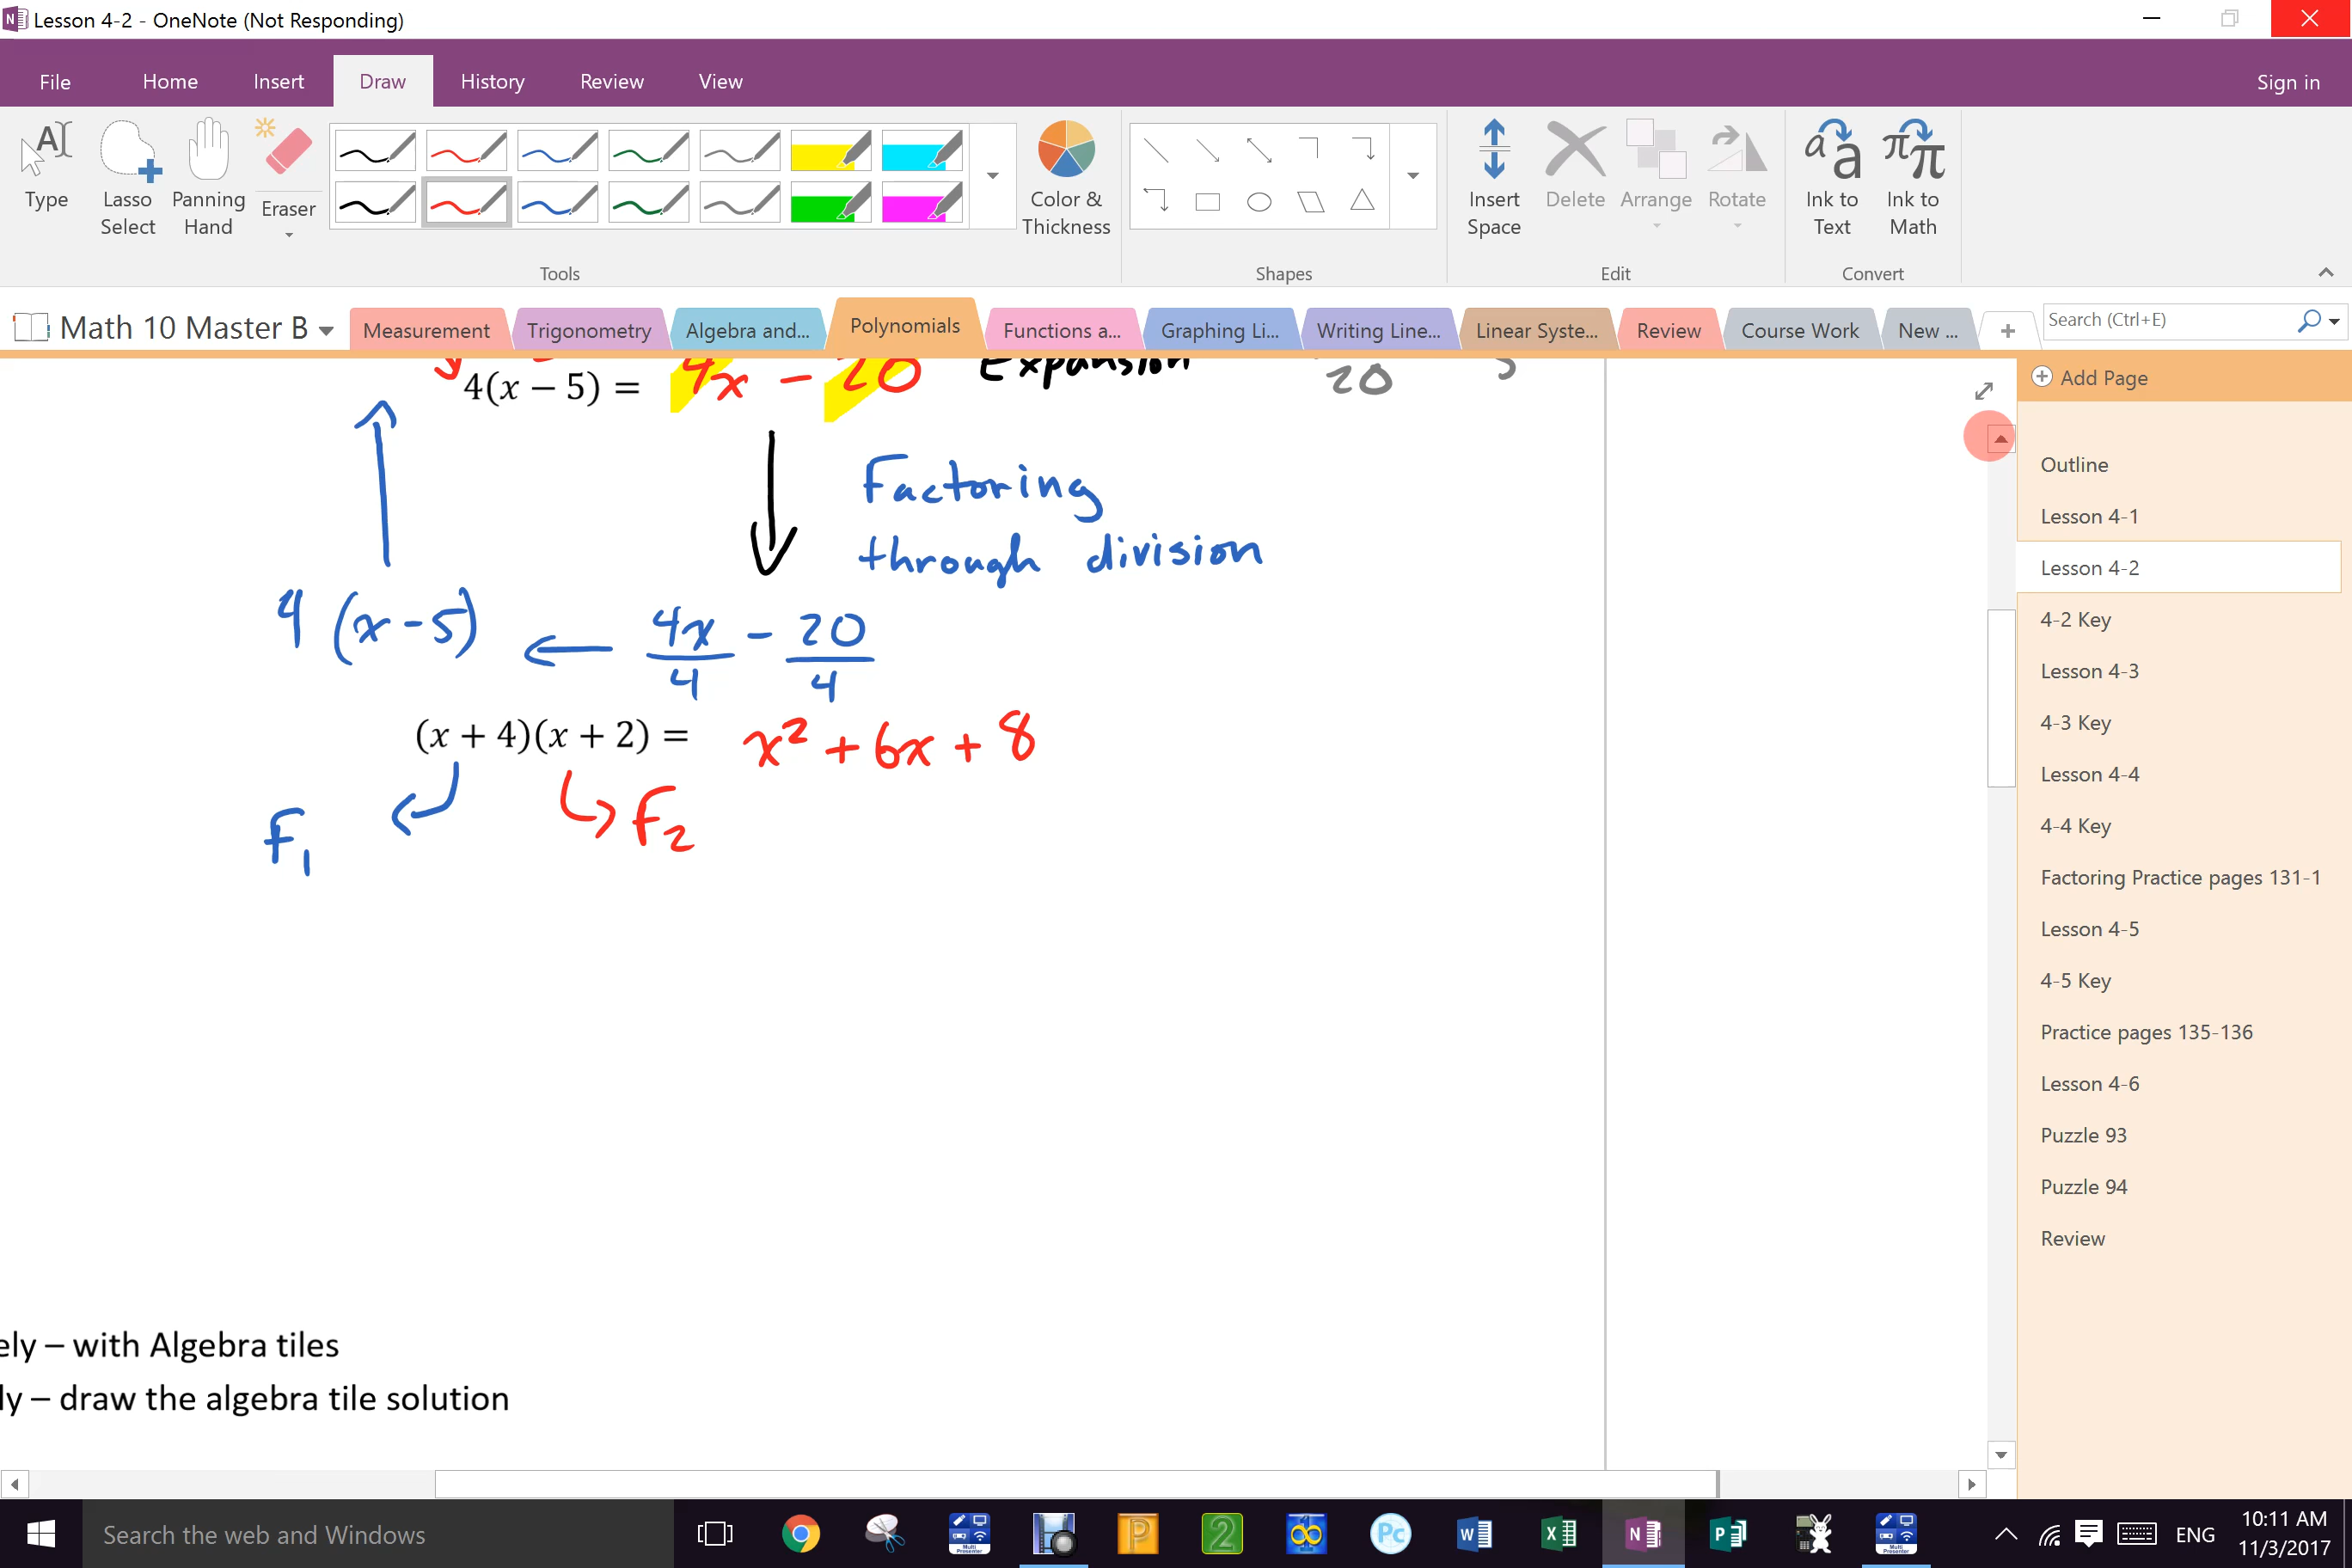 Lesson 4-2 - OneNote (Not Responding)
File Home Insert Draw History Review View Sign in
Type
Lasso Select
Panning Hand
Eraser
Color & Thickness
Insert Space
Delete
Arrange
Rotate
Ink to Text
Ink to Math
Tools Shapes Edit Convert
Math 10 Master B
Measurement Trigonometry Algebra and... Polynomials Functions a... Graphing Li... Writing Line... Linear Syste... Review Course Work New ...
Search (Ctrl+E)
4(x − 5) = 4x − 20 Expansion 20
Factoring
through division
4 (x − 5) ← 4x/4 − 20/4
(x + 4)(x + 2) = x² + 6x + 8
F₁ F₂
ely – with Algebra tiles
ly – draw the algebra tile solution
Add Page
Outline
Lesson 4-1
Lesson 4-2
4-2 Key
Lesson 4-3
4-3 Key
Lesson 4-4
4-4 Key
Factoring Practice pages 131-1
Lesson 4-5
4-5 Key
Practice pages 135-136
Lesson 4-6
Puzzle 93
Puzzle 94
Review
Search the web and Windows
ENG
10:11 AM
11/3/2017